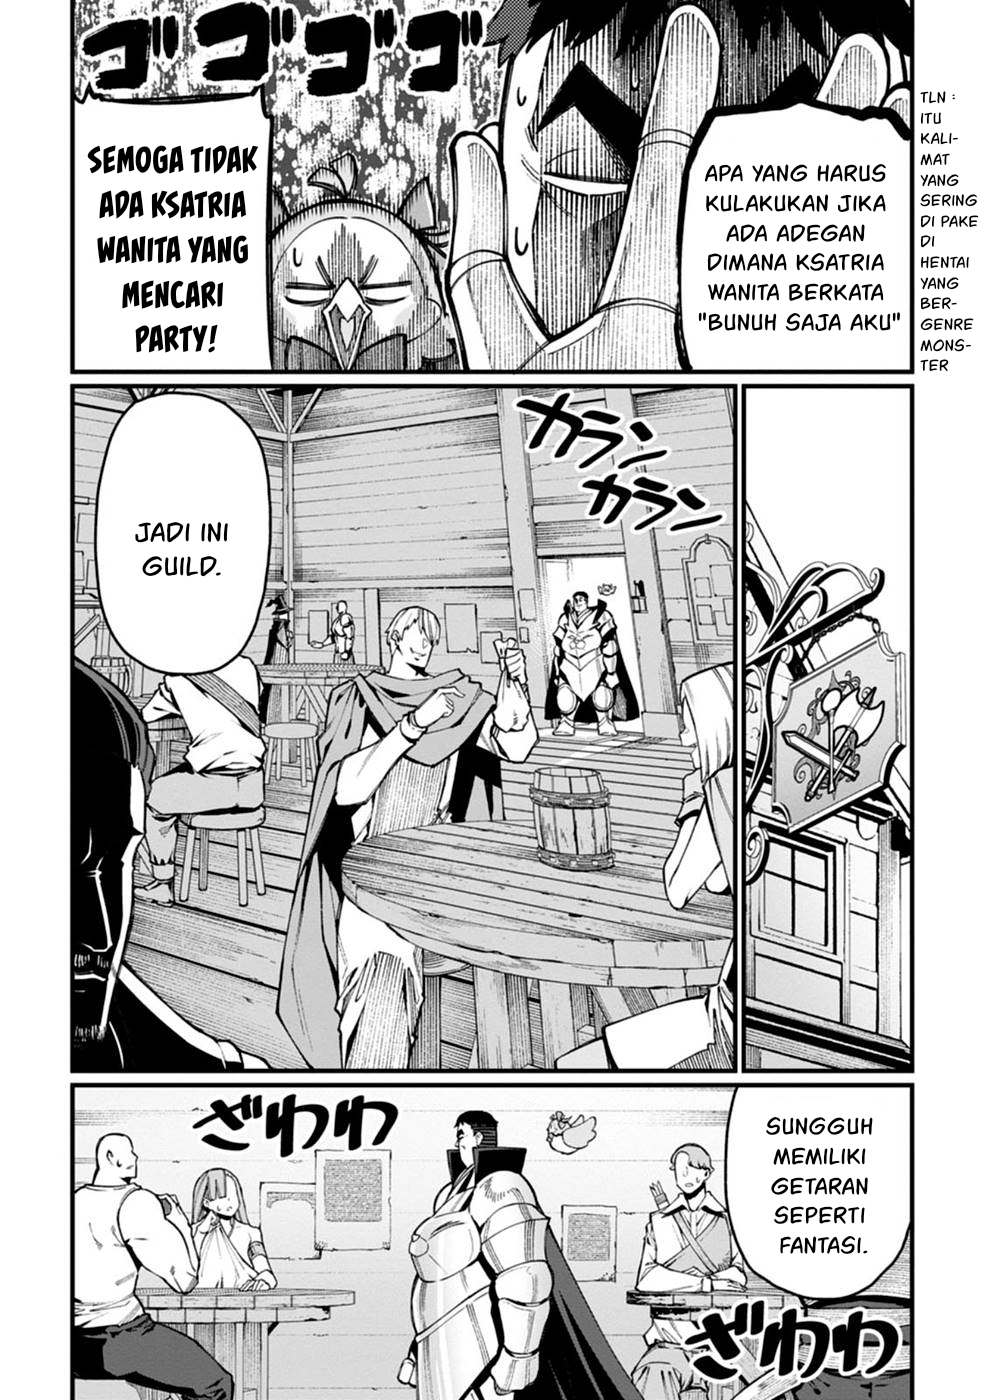 ゴゴゴゴ
APA YANG HARUS
KULAKUKAN JIKA
ADA ADEGAN
DIMANA KSATRIA
WANITA BERKATA
"BUNUH SAJA AKU"
SEMOGA TIDAK
ADA KSATRIA
WANITA YANG
MENCARI
PARTY!
TLN :
ITU
KALI-
MAT
YANG
SERING
DI PAKE
DI
HENTAI
YANG
BER-
GENRE
MONS-
TER
カラン
カラン
JADI INI
GUILD.
ざわわ
SUNGGUH
MEMILIKI
GETARAN
SEPERTI
FANTASI.
ざわわ